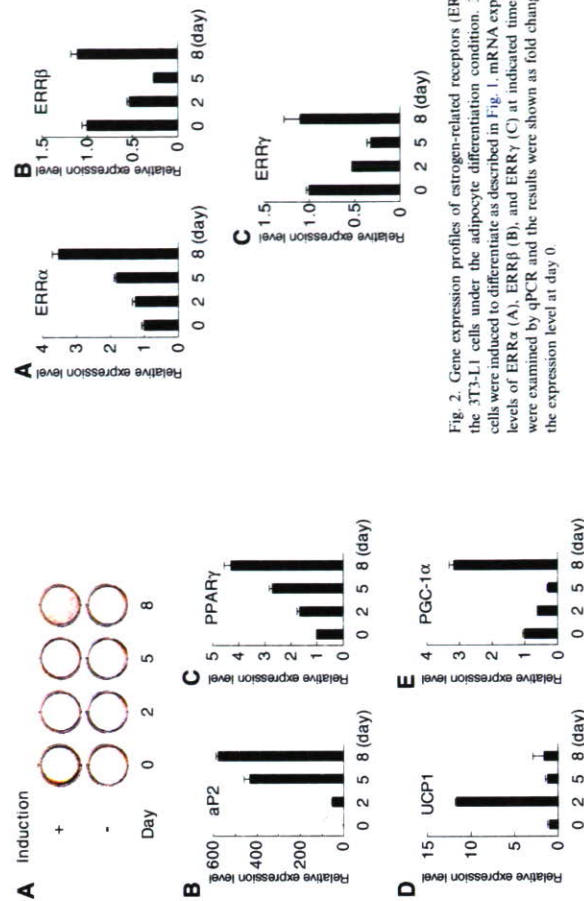 A
Induction
+
-
Day 0 2 5 8
B
aP2
Relative expression level
600
400
200
0
0 2 5 8 (day)
C
PPARγ
Relative expression level
5
4
3
2
1
0
0 2 5 8 (day)
D
UCP1
Relative expression level
15
10
5
0
0 2 5 8 (day)
E
PGC-1α
Relative expression level
4
3
2
1
0
0 2 5 8 (day)
A
ERRα
Relative expression level
4
3
2
1
0
0 2 5 8 (day)
B
ERRβ
Relative expression level
1.5
1.0
0.5
0
0 2 5 8 (day)
C
ERRγ
Relative expression level
1.5
1.0
0.5
0
0 2 5 8 (day)
Fig. 2. Gene expression profiles of estrogen-related receptors (ER
the 3T3-L1 cells under the adipocyte differentiation condition.
cells were induced to differentiate as described in Fig. 1. mRNA exp
levels of ERRα (A), ERRβ (B), and ERRγ (C) at indicated time
were examined by qPCR and the results were shown as fold chang
the expression level at day 0.